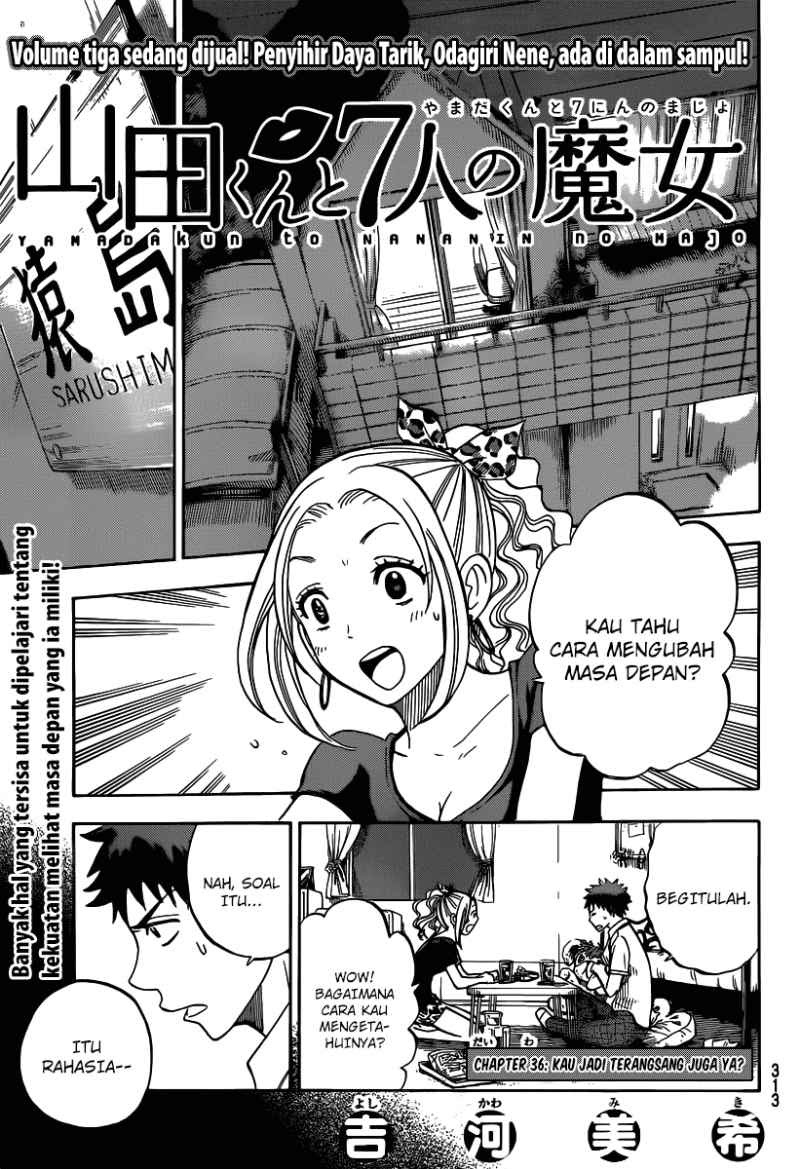 Volume tiga sedang dijual! Penyihir Daya Tarik, Odagiri Nene, ada di dalam sampul!
やまだくんと7にんのまじょ
山田くんと7人の魔女
YAMADAKUN to NANANIN no MAJO
猿島
SARUSHIM
KAU TAHU
CARA MENGUBAH
MASA DEPAN?
Banyak hal yang tersisa untuk dipelajari tentang
kekuatan melihat masa depan yang ia miliki!
BEGITULAH.
WOW!
BAGAIMANA
CARA KAU
MENGETA-
HUINYA?
NAH, SOAL
ITU...
ITU
RAHASIA--
だい わ
CHAPTER 36: KAU JADI TERANGSANG JUGA YA?
313
よし かわ み き
吉河美希